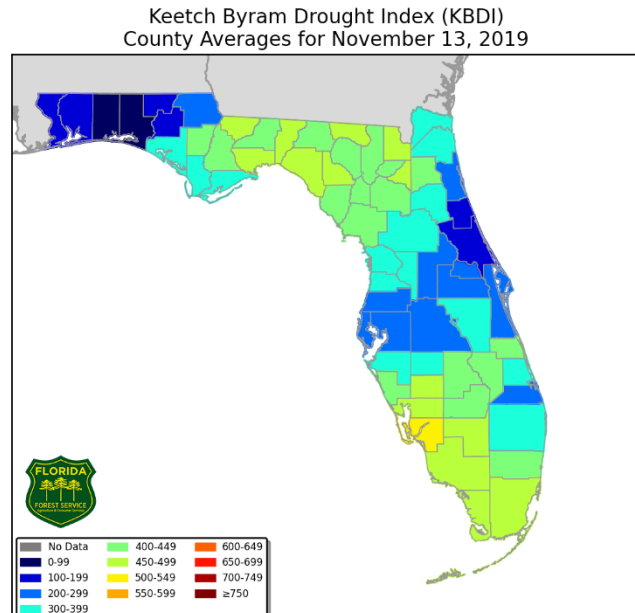 Keetch Byram Drought Index (KBDI)
County Averages for November 13, 2019
FLORIDA
FOREST SERVICE
No Data
0-99
100-199
200-299
300-399
400-449
450-499
500-549
550-599
600-649
650-699
700-749
≥750